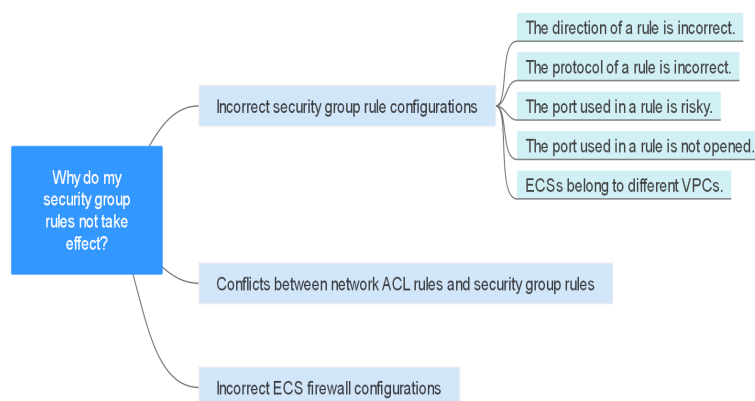 Why do my
security group
rules not take
effect?
Incorrect security group rule configurations
The direction of a rule is incorrect.
The protocol of a rule is incorrect.
The port used in a rule is risky.
The port used in a rule is not opened.
ECSs belong to different VPCs.
Conflicts between network ACL rules and security group rules
Incorrect ECS firewall configurations